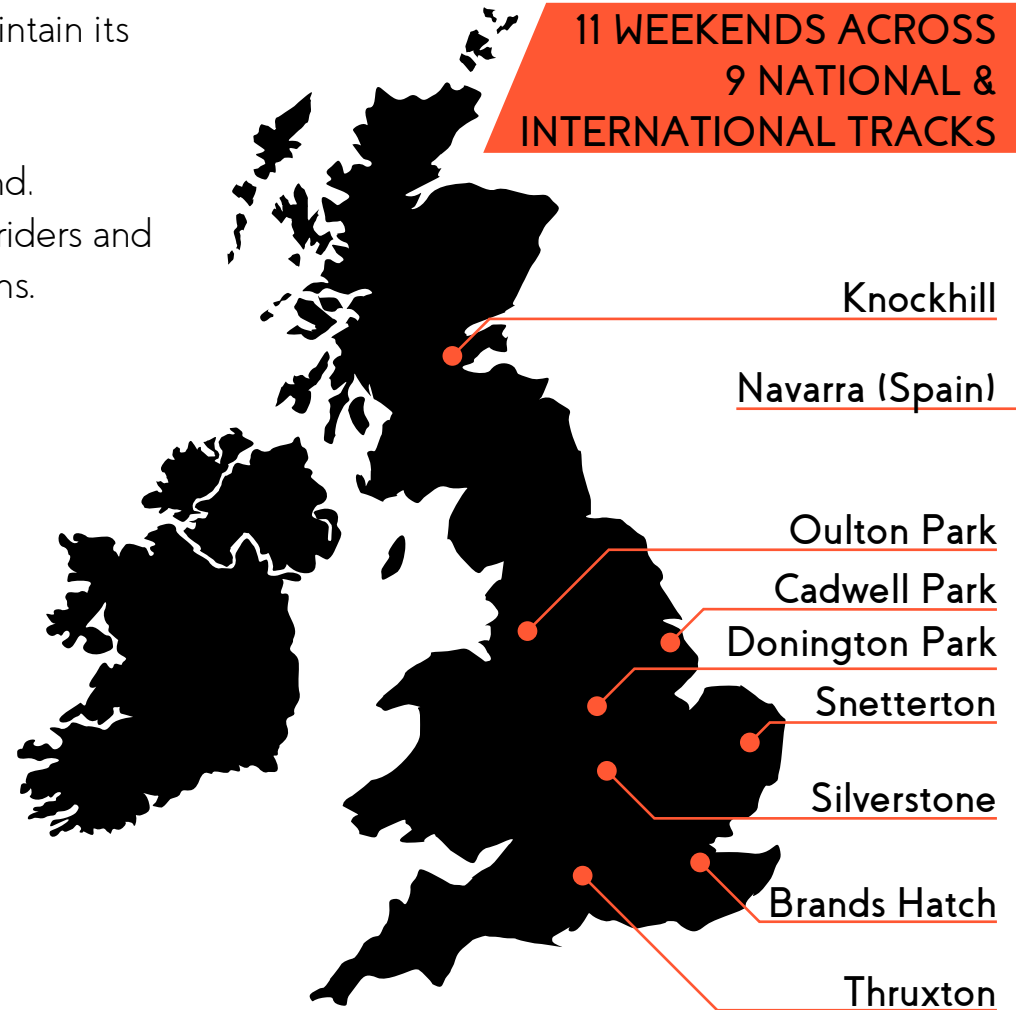 intain its
nd.
riders and
ns.
11 WEEKENDS ACROSS
9 NATIONAL &
INTERNATIONAL TRACKS
Knockhill
Navarra (Spain)
Oulton Park
Cadwell Park
Donington Park
Snetterton
Silverstone
Brands Hatch
Thruxton